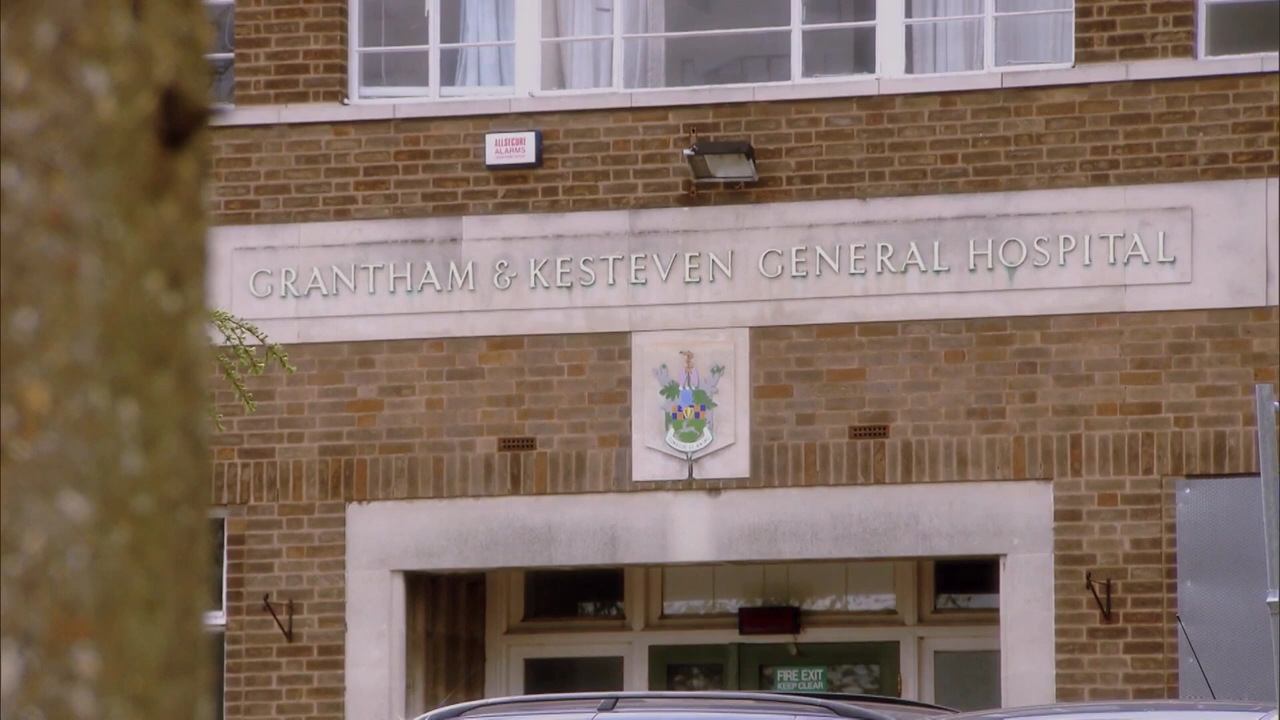 ALLSECURE
ALARMS
GRANTHAM & KESTEVEN GENERAL HOSPITAL
FIRE EXIT
KEEP CLEAR